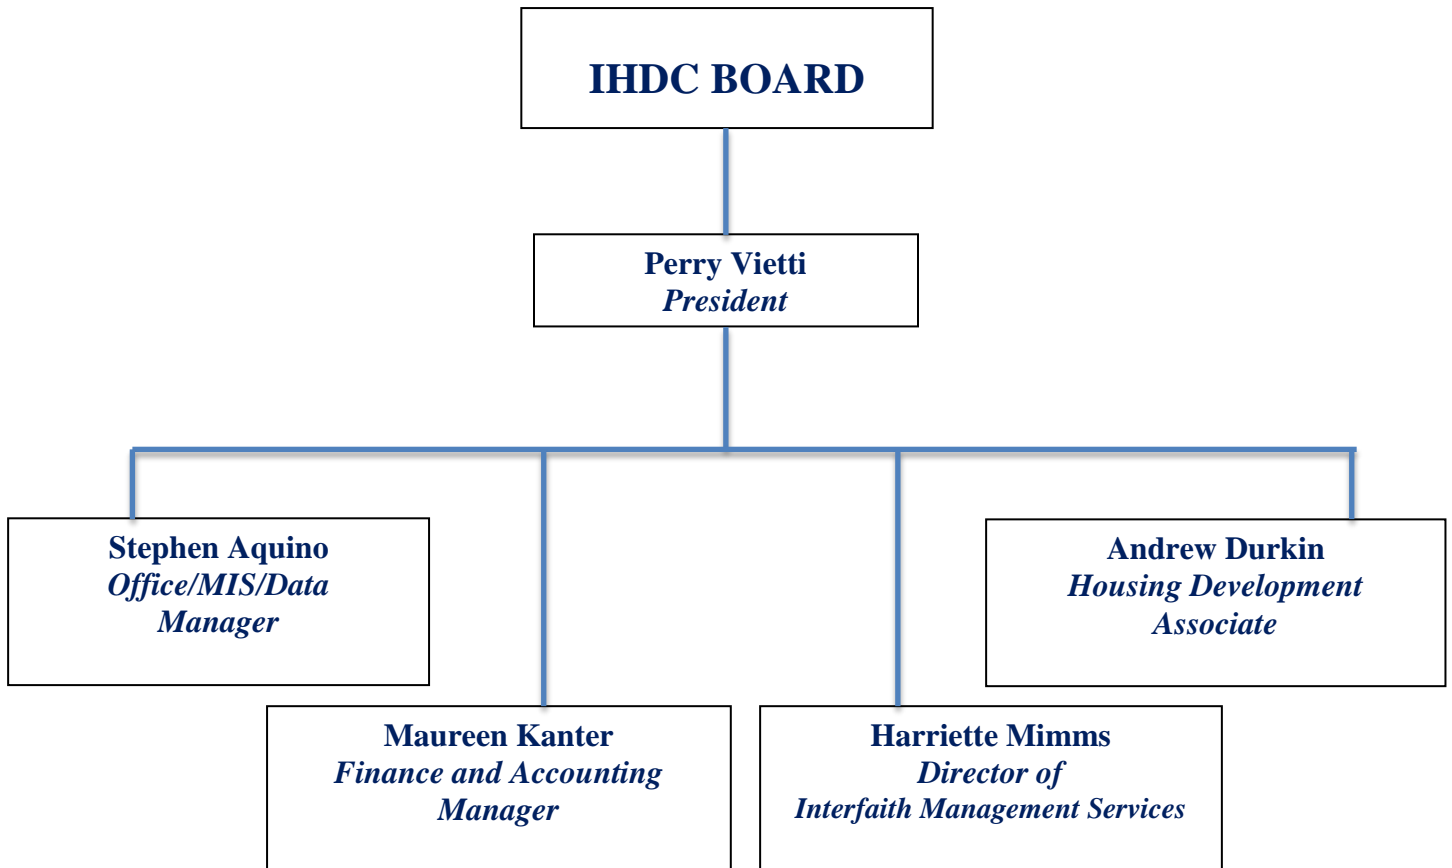 IHDC BOARD
Perry Vietti
President
Stephen Aquino
Office/MIS/Data
Manager
Andrew Durkin
Housing Development
Associate
Maureen Kanter
Finance and Accounting
Manager
Harriette Mimms
Director of
Interfaith Management Services